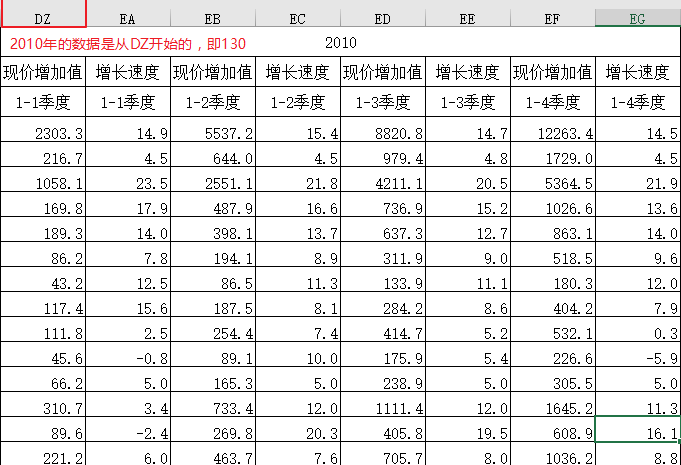 DZ EA EB EC ED EE EF EG
2010年的数据是从DZ开始的，即130 2010
现价增加值 增长速度 现价增加值 增长速度 现价增加值 增长速度 现价增加值 增长速度
1-1季度 1-1季度 1-2季度 1-2季度 1-3季度 1-3季度 1-4季度 1-4季度
2303.3 14.9 5537.2 15.4 8820.8 14.7 12263.4 14.5
216.7 4.5 644.0 4.5 979.4 4.8 1729.0 4.5
1058.1 23.5 2551.1 21.8 4211.1 20.5 5364.5 21.9
169.8 17.9 487.9 16.6 736.9 15.2 1026.6 13.6
189.3 14.0 398.1 13.7 637.3 12.7 863.1 14.0
86.2 7.8 194.1 8.9 311.9 9.0 518.5 9.6
43.2 12.5 86.5 11.3 133.9 11.1 180.3 12.0
117.4 15.6 187.5 8.1 284.2 8.6 404.2 7.9
111.8 2.5 254.4 7.4 414.7 5.2 532.1 0.3
45.6 -0.8 89.1 10.0 175.9 5.4 226.6 -5.9
66.2 5.0 165.3 5.0 238.9 5.0 305.5 5.0
310.7 3.4 733.4 12.0 1111.4 12.0 1645.2 11.3
89.6 -2.4 269.8 20.3 405.8 19.5 608.9 16.1
221.2 6.0 463.7 7.6 705.7 8.0 1036.2 8.8